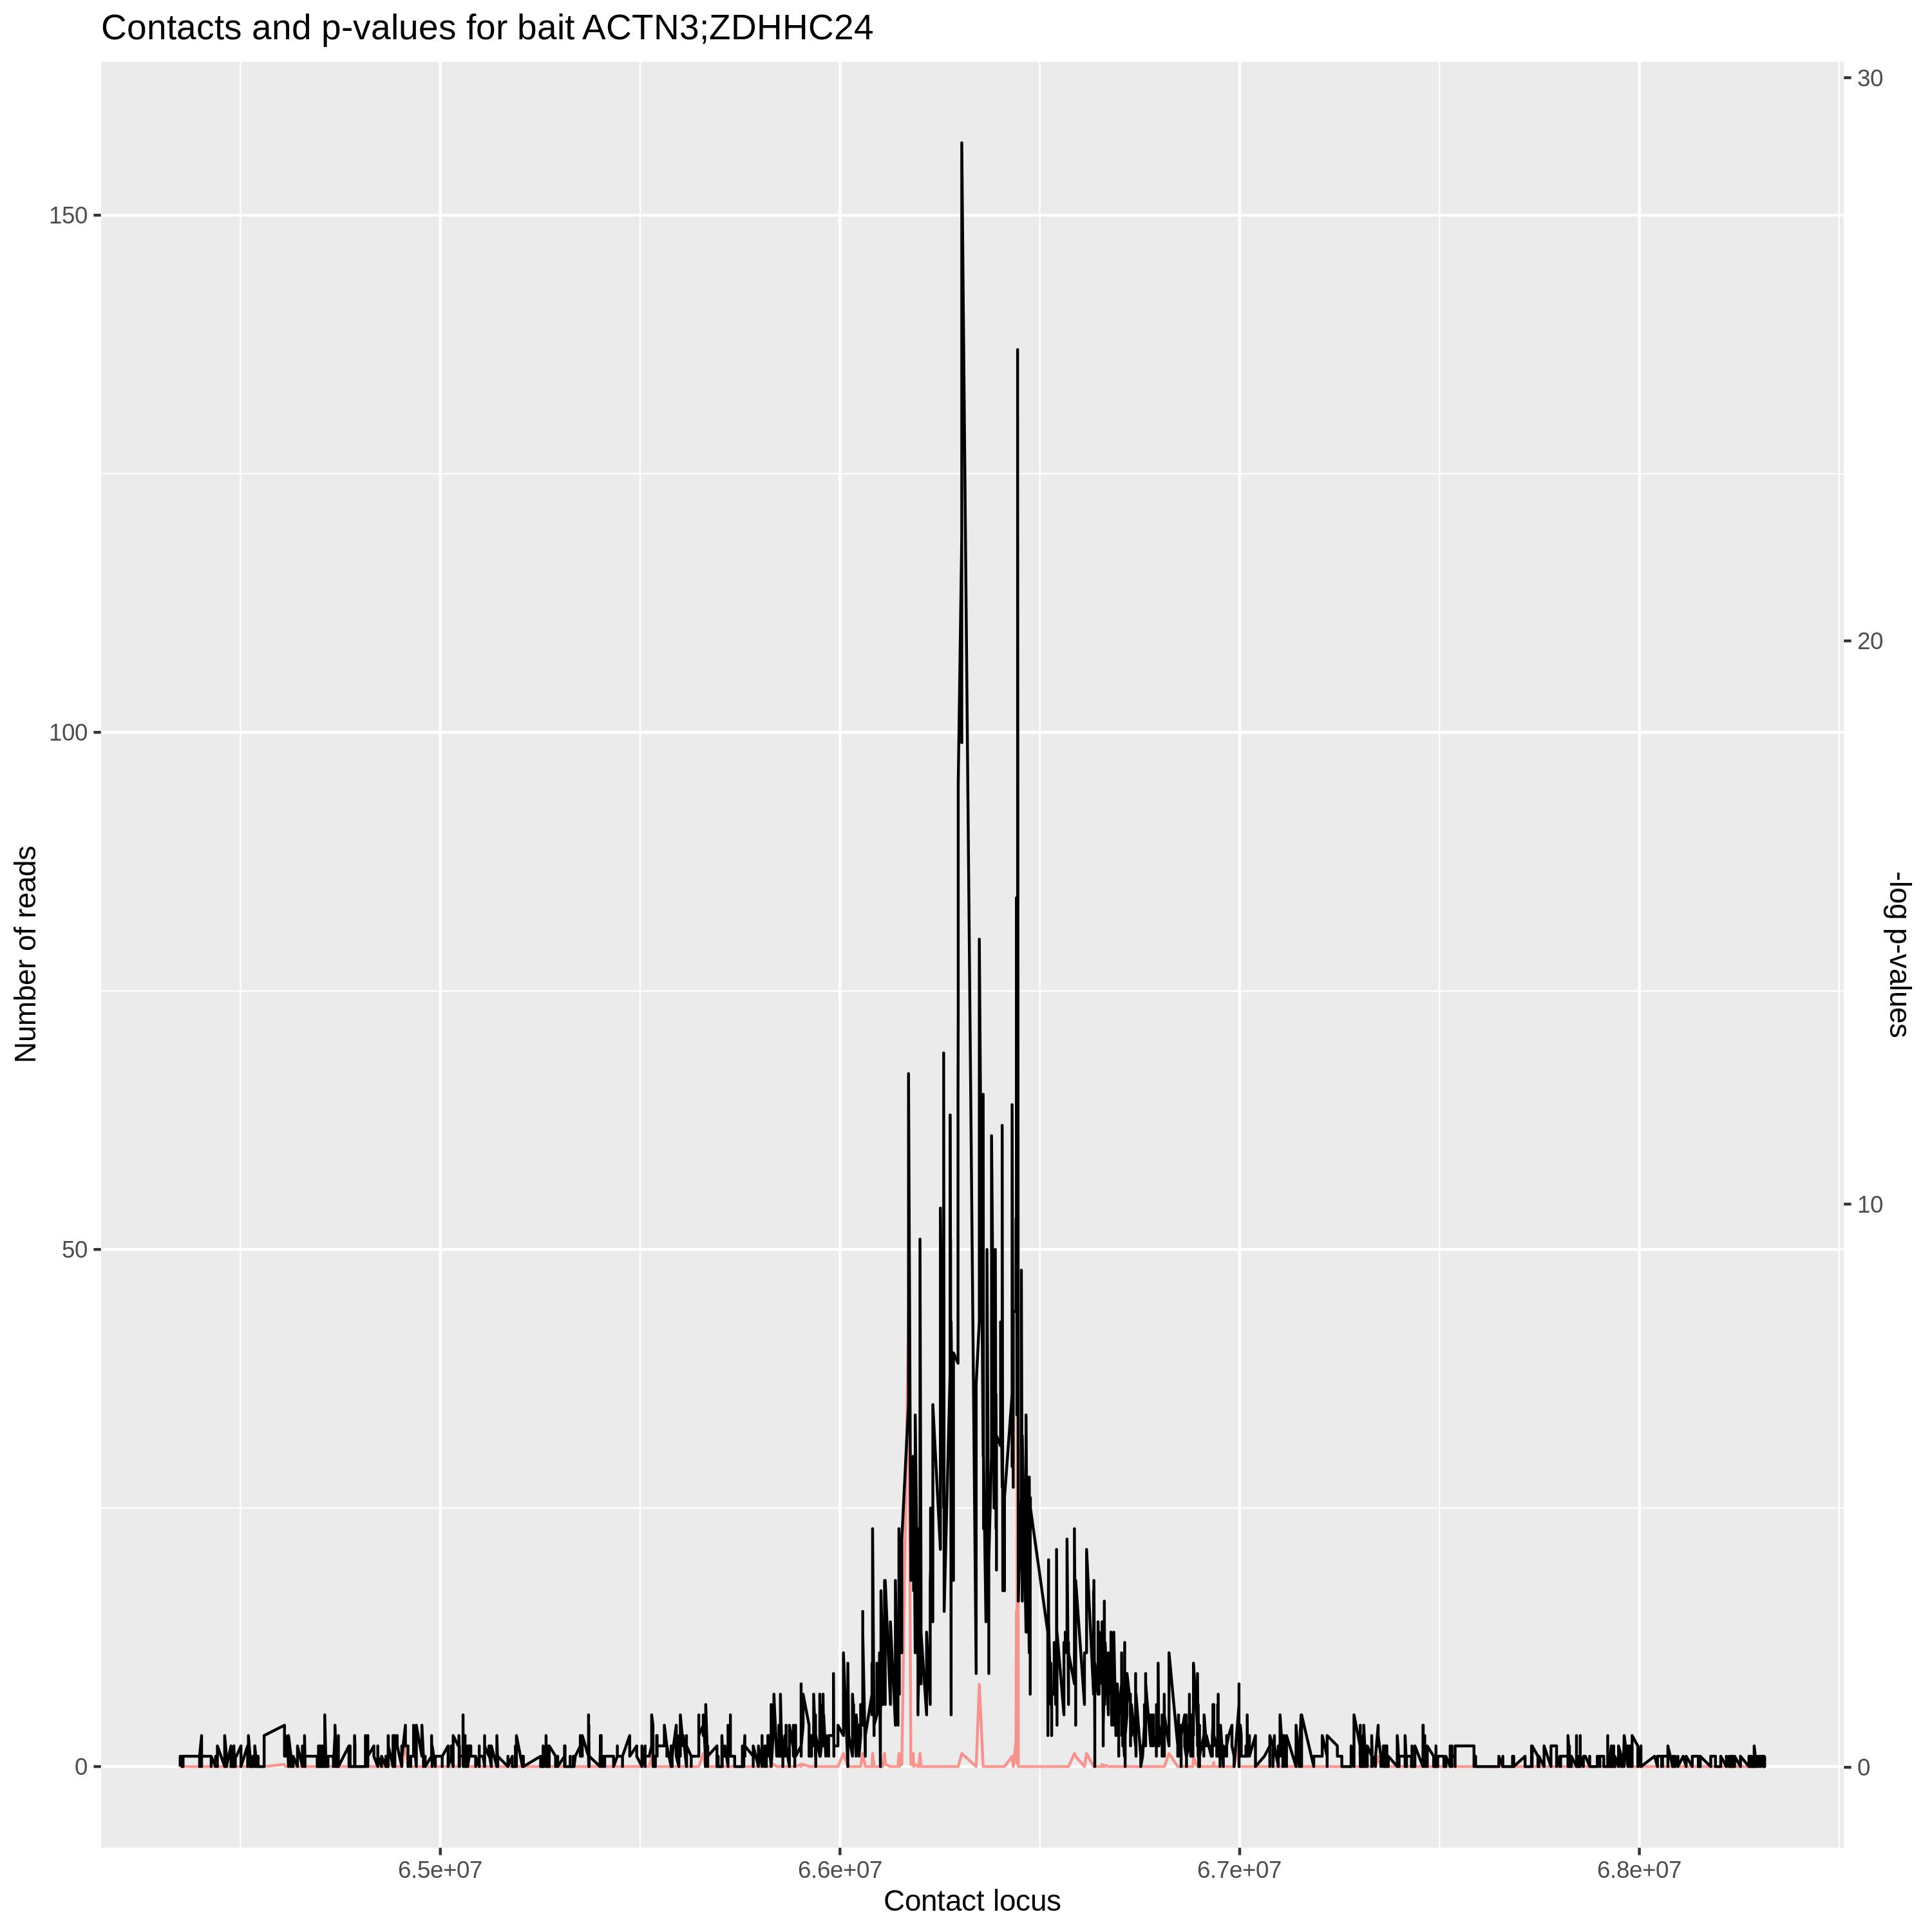 Contacts and p-values for bait ACTN3;ZDHHC24
30
150
20
100
Number of reads
-log p-values
10
50
0
0
6.5e+07
6.6e+07
6.7e+07
6.8e+07
Contact locus